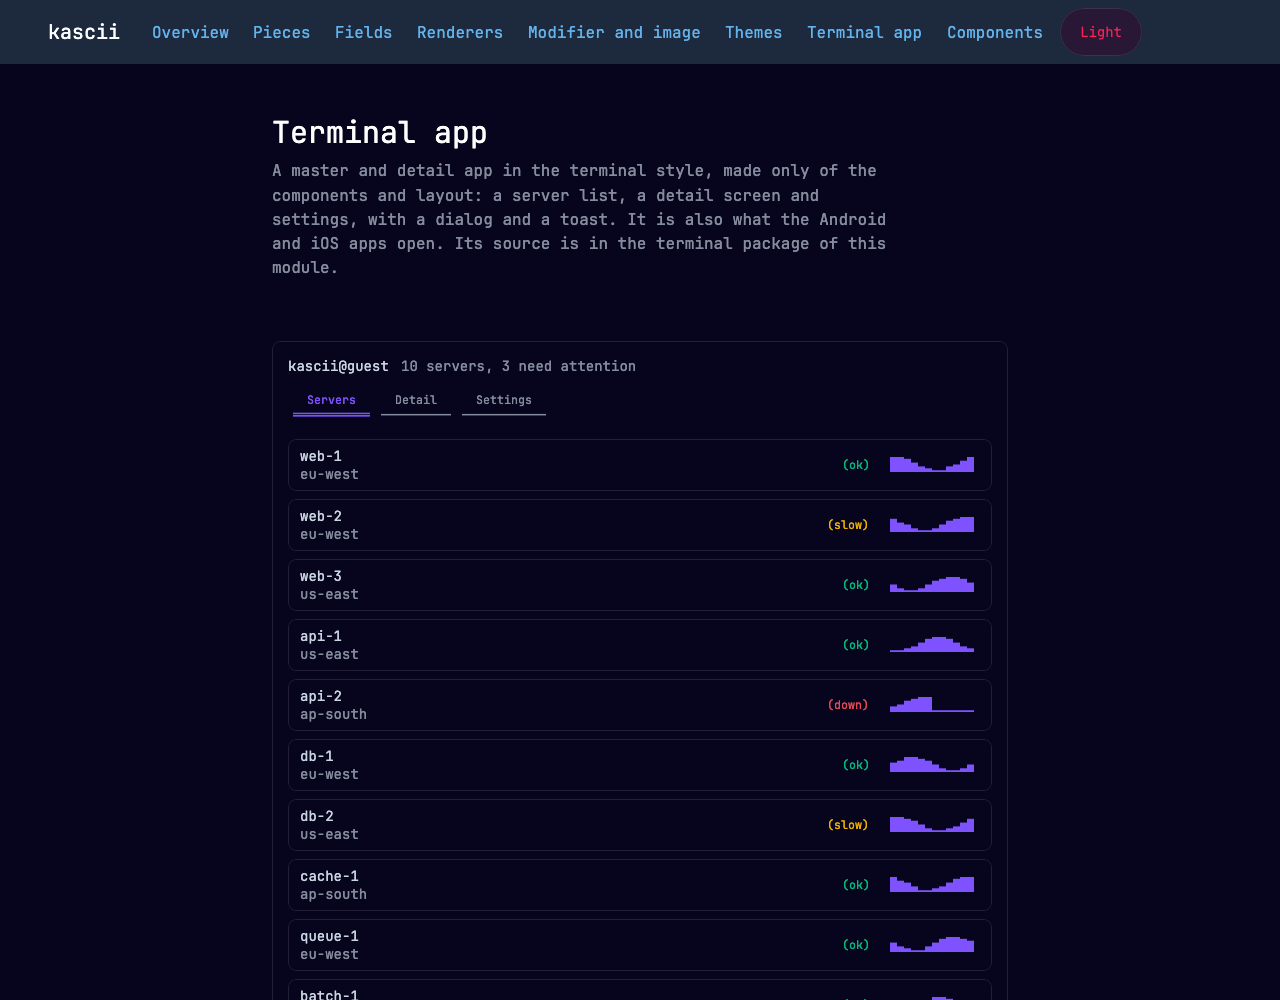 kascii Overview Pieces Fields Renderers Modifier and image Themes Terminal app Components Light
Terminal app
A master and detail app in the terminal style, made only of the
components and layout: a server list, a detail screen and
settings, with a dialog and a toast. It is also what the Android
and iOS apps open. Its source is in the terminal package of this
module.
kascii@guest 10 servers, 3 need attention
Servers Detail Settings
web-1 (ok)
eu-west
web-2 (slow)
eu-west
web-3 (ok)
us-east
api-1 (ok)
us-east
api-2 (down)
ap-south
db-1 (ok)
eu-west
db-2 (slow)
us-east
cache-1 (ok)
ap-south
queue-1 (ok)
eu-west
batch-1